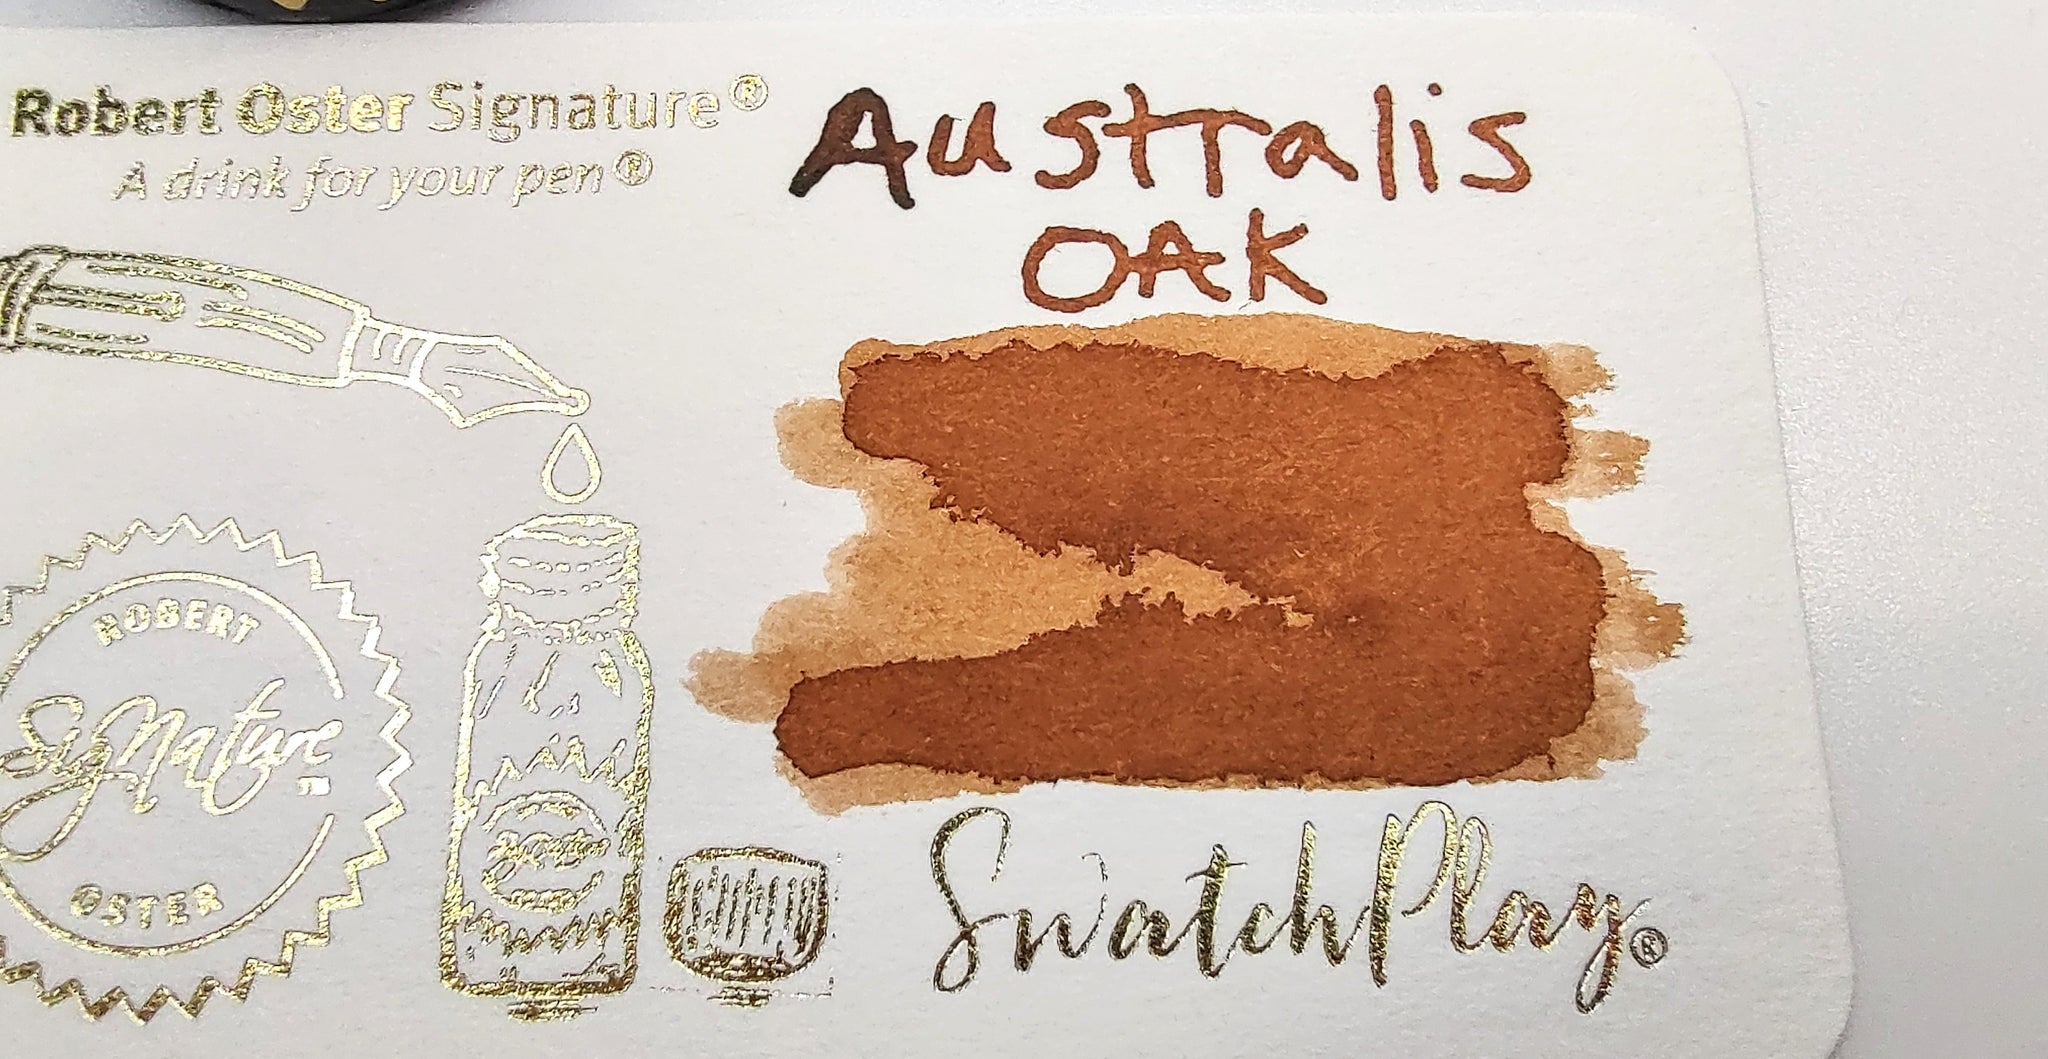 Robert Oster Signature®
A drink for your pen®
Australis
OAK
ROBERT
Signature
OSTER
SwatchPlay®